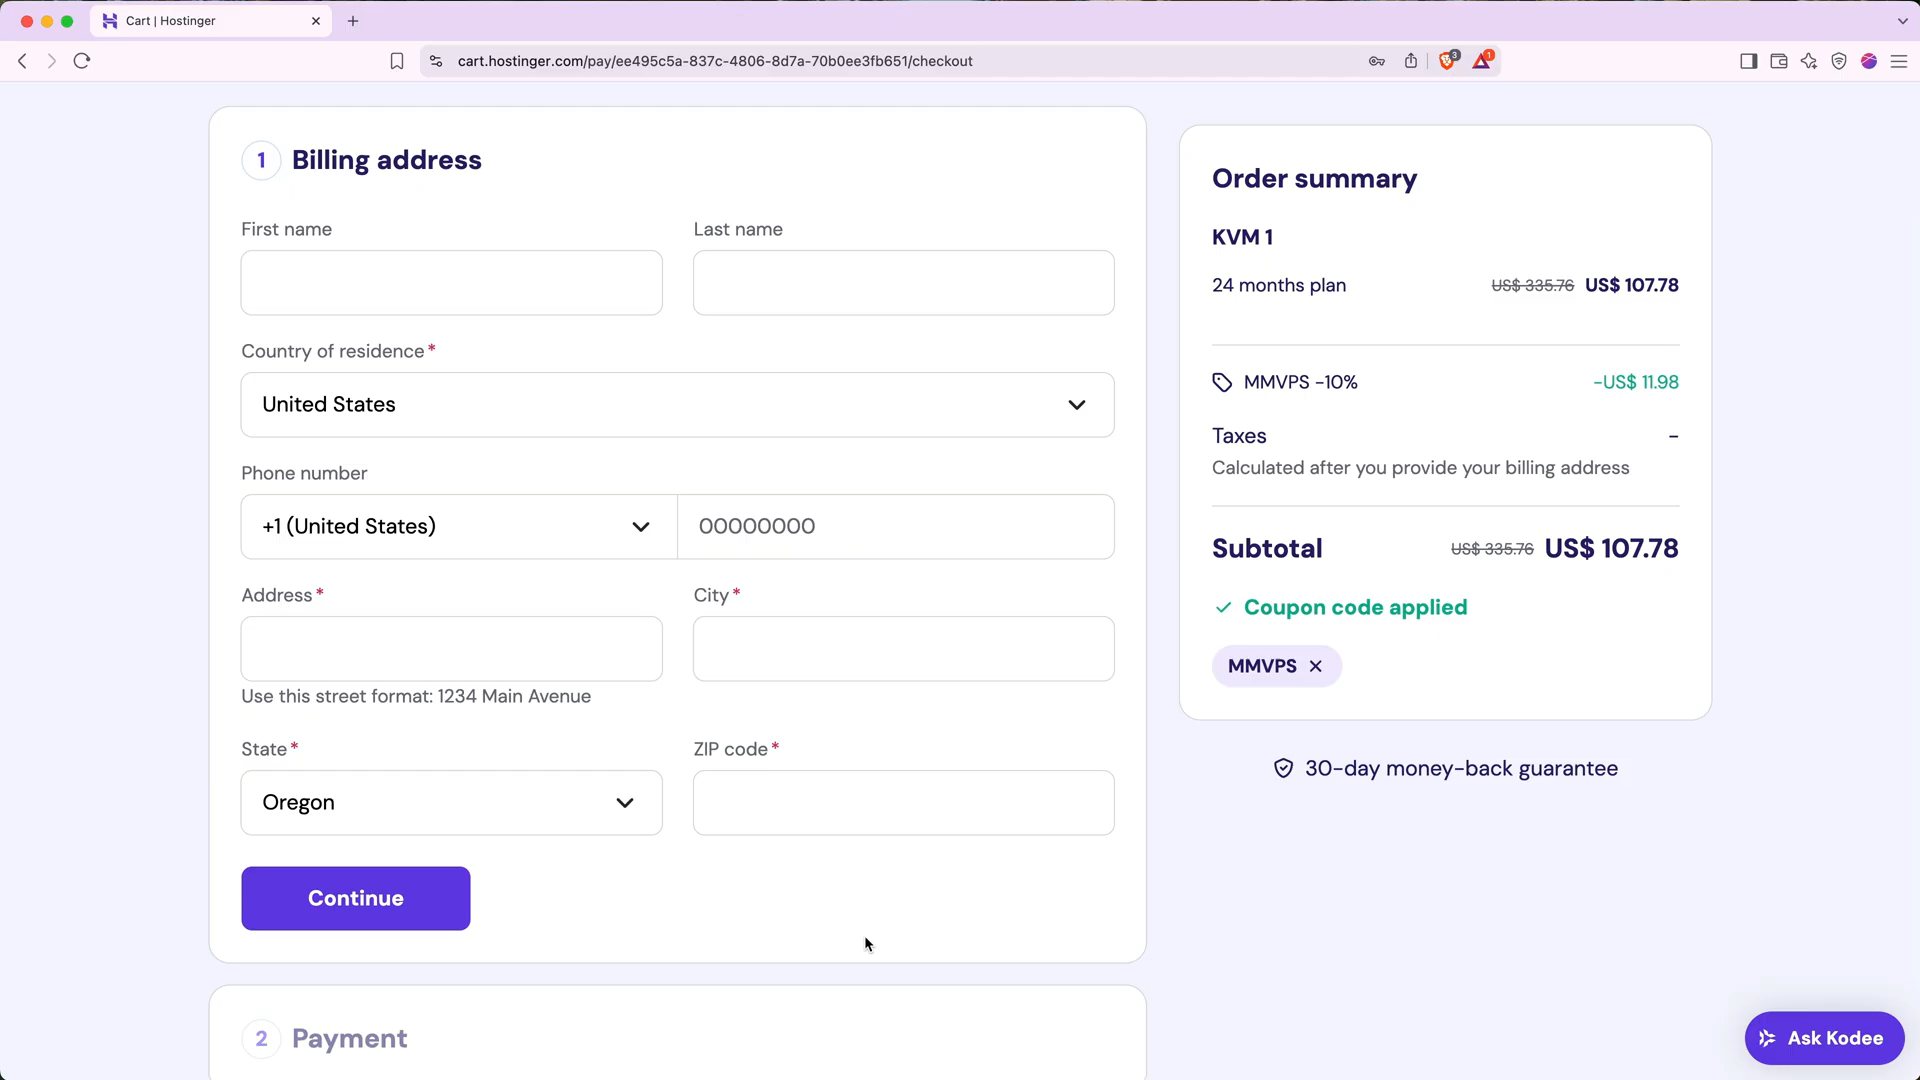 Cart | Hostinger
cart.hostinger.com/pay/ee495c5a-837c-4806-8d7a-70b0ee3fb651/checkout
3
1
1 Billing address
First name
Last name
Country of residence*
United States
Phone number
+1 (United States)
00000000
Address*
City*
Use this street format: 1234 Main Avenue
State*
ZIP code*
Oregon
Continue
2 Payment
Order summary
KVM 1
24 months plan US$ 335.76 US$ 107.78
MMVPS -10% -US$ 11.98
Taxes -
Calculated after you provide your billing address
Subtotal US$ 335.76 US$ 107.78
Coupon code applied
MMVPS
30-day money-back guarantee
Ask Kodee